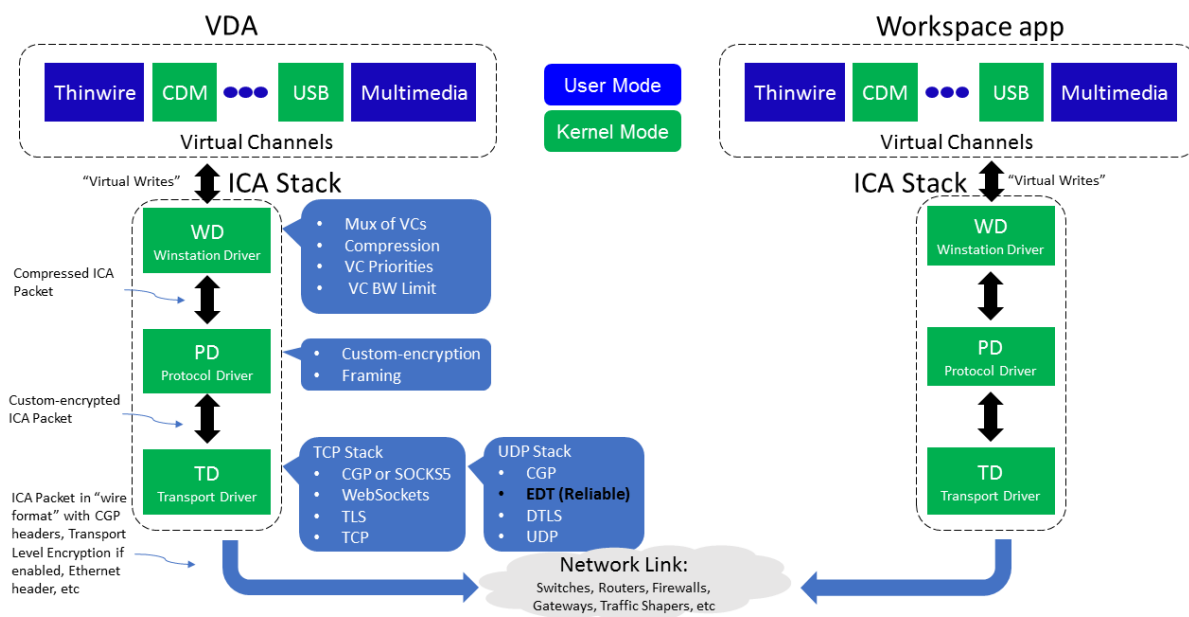 VDA
Thinwire
CDM
USB
Multimedia
Virtual Channels
User Mode
Kernel Mode
Workspace app
Thinwire
CDM
USB
Multimedia
Virtual Channels
“Virtual Writes”
ICA Stack
WD
Winstation Driver
• Mux of VCs
• Compression
• VC Priorities
• VC BW Limit
Compressed ICA
Packet
PD
Protocol Driver
• Custom-encryption
• Framing
Custom-encrypted
ICA Packet
TD
Transport Driver
TCP Stack
• CGP or SOCKS5
• WebSockets
• TLS
• TCP
UDP Stack
• CGP
• EDT (Reliable)
• DTLS
• UDP
ICA Packet in “wire
format” with CGP
headers, Transport
Level Encryption if
enabled, Ethernet
header, etc
Network Link:
Switches, Routers, Firewalls,
Gateways, Traffic Shapers, etc
ICA Stack
“Virtual Writes”
WD
Winstation Driver
PD
Protocol Driver
TD
Transport Driver